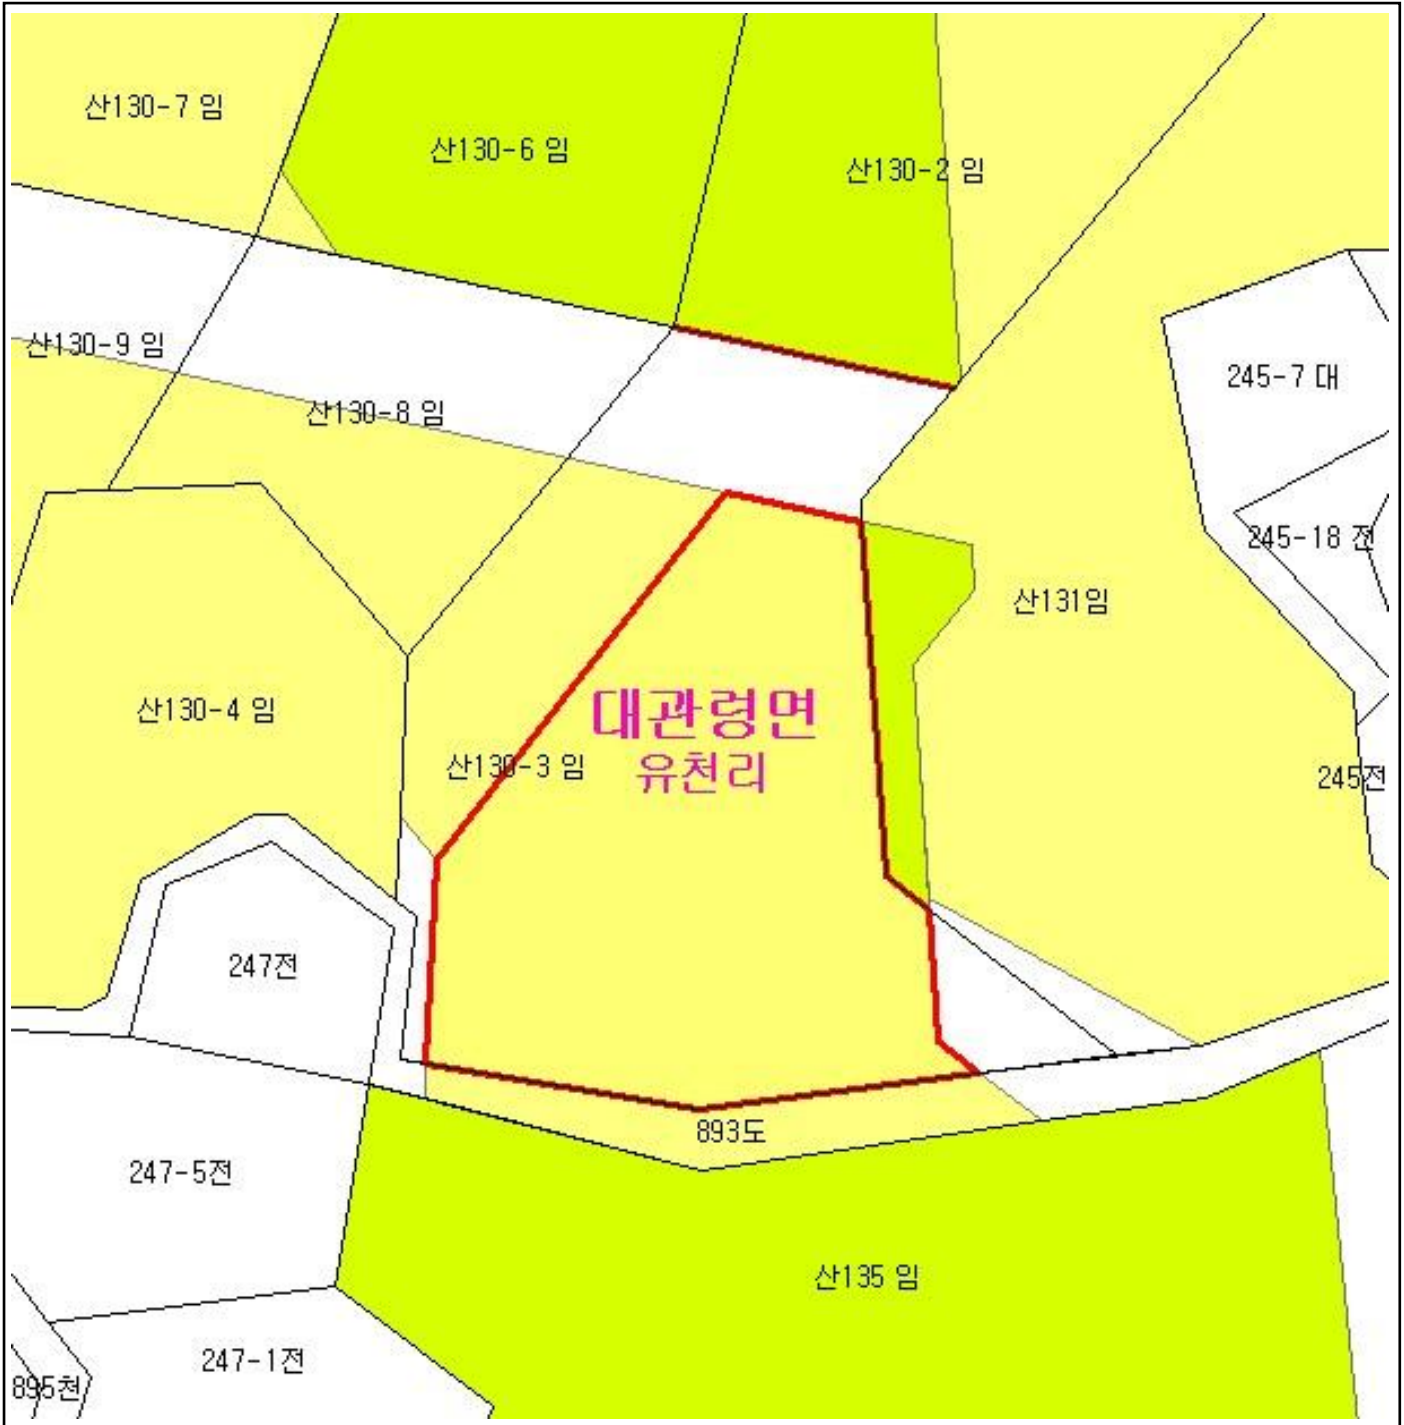 산130-7 임
산130-6 임
산130-2 임
산130-9 임
245-7 대
산130-8 임
245-18 전
산131임
산130-4 임
대관령면
산130-3 임
유천리
245전
247전
893도
247-5전
산135 임
247-1전
895천